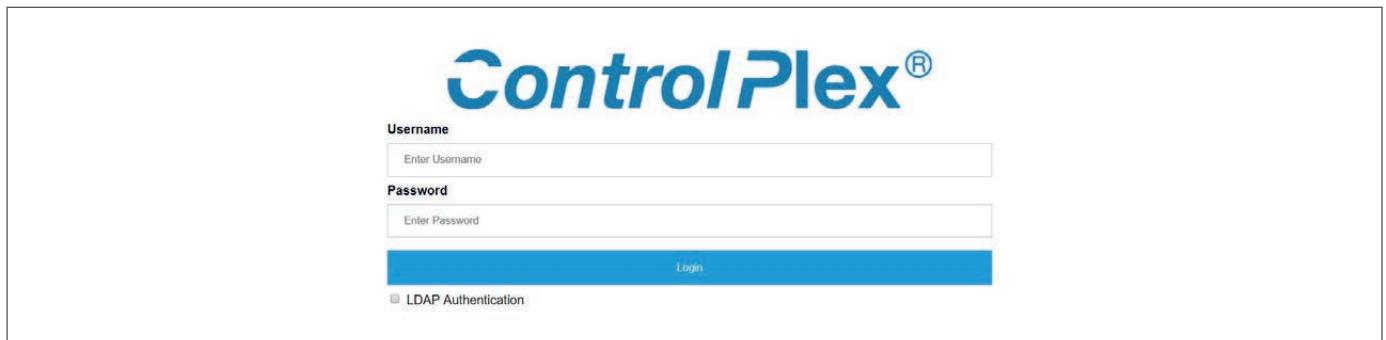 ControlPlex®
Username
Enter Username
Password
Enter Password
Login
LDAP Authentication